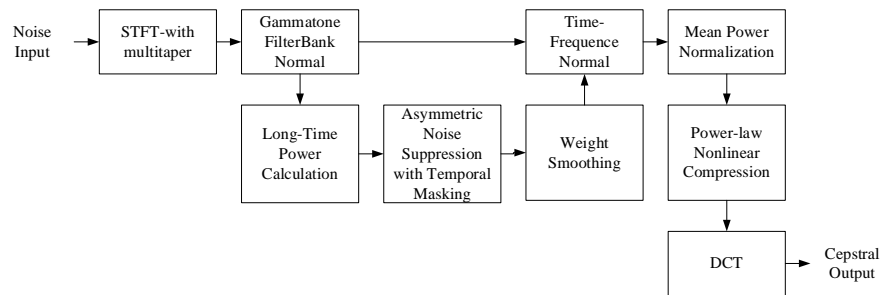 Noise
Input
STFT-with
multitaper
Gammatone
FilterBank
Normal
Time-
Frequence
Normal
Mean Power
Normalization
Long-Time
Power
Calculation
Asymmetric
Noise
Suppression
with Temporal
Masking
Weight
Smoothing
Power-law
Nonlinear
Compression
DCT
Cepstral
Output